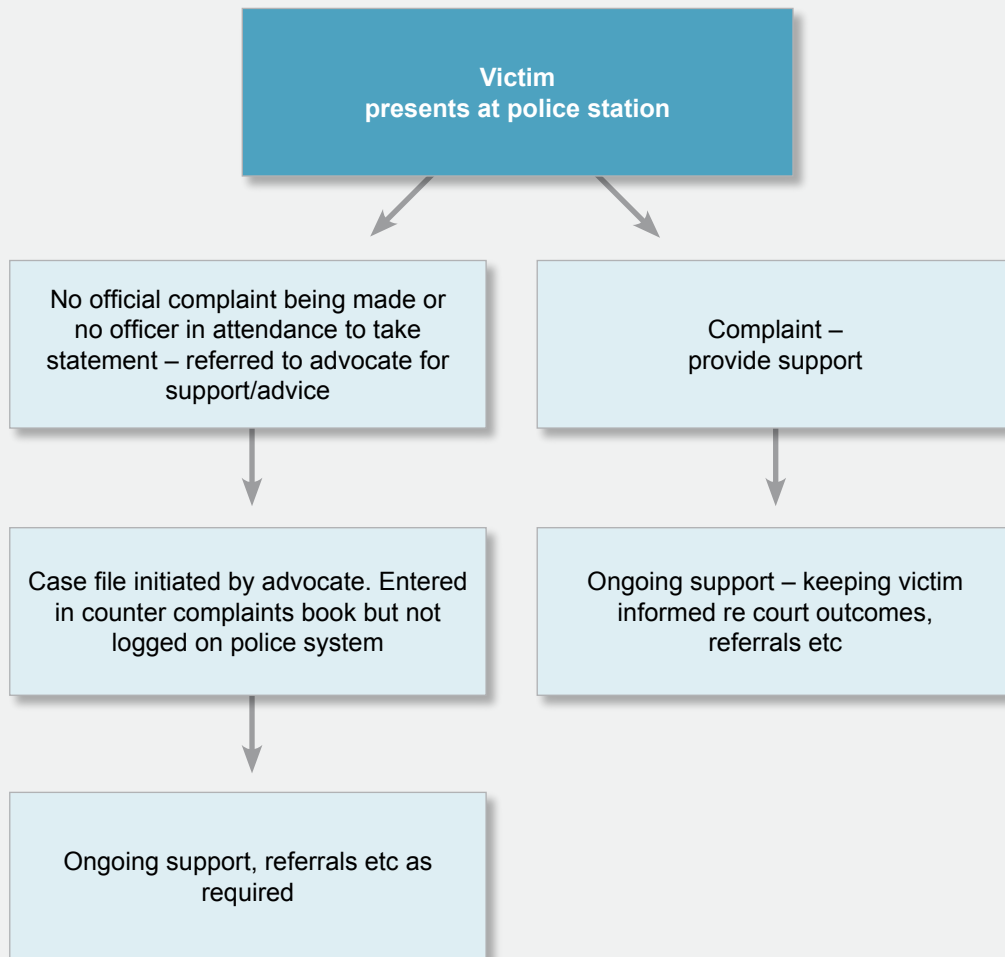 Victim
presents at police station
No official complaint being made or
no officer in attendance to take
statement – referred to advocate for
support/advice
Complaint –
provide support
Case file initiated by advocate. Entered
in counter complaints book but not
logged on police system
Ongoing support – keeping victim
informed re court outcomes,
referrals etc
Ongoing support, referrals etc as
required